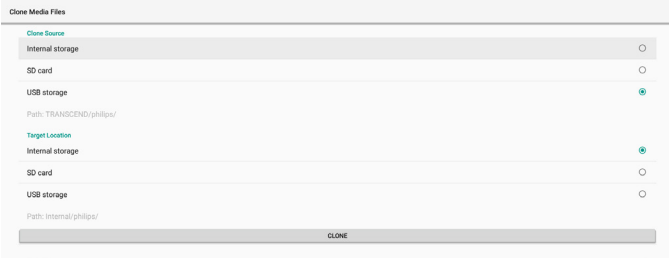 Clone Media Files
Clone Source
Internal storage
SD card
USB storage
Path: TRANSCEND/philips/
Target Location
Internal storage
SD card
USB storage
Path: Internal/philips/
CLONE